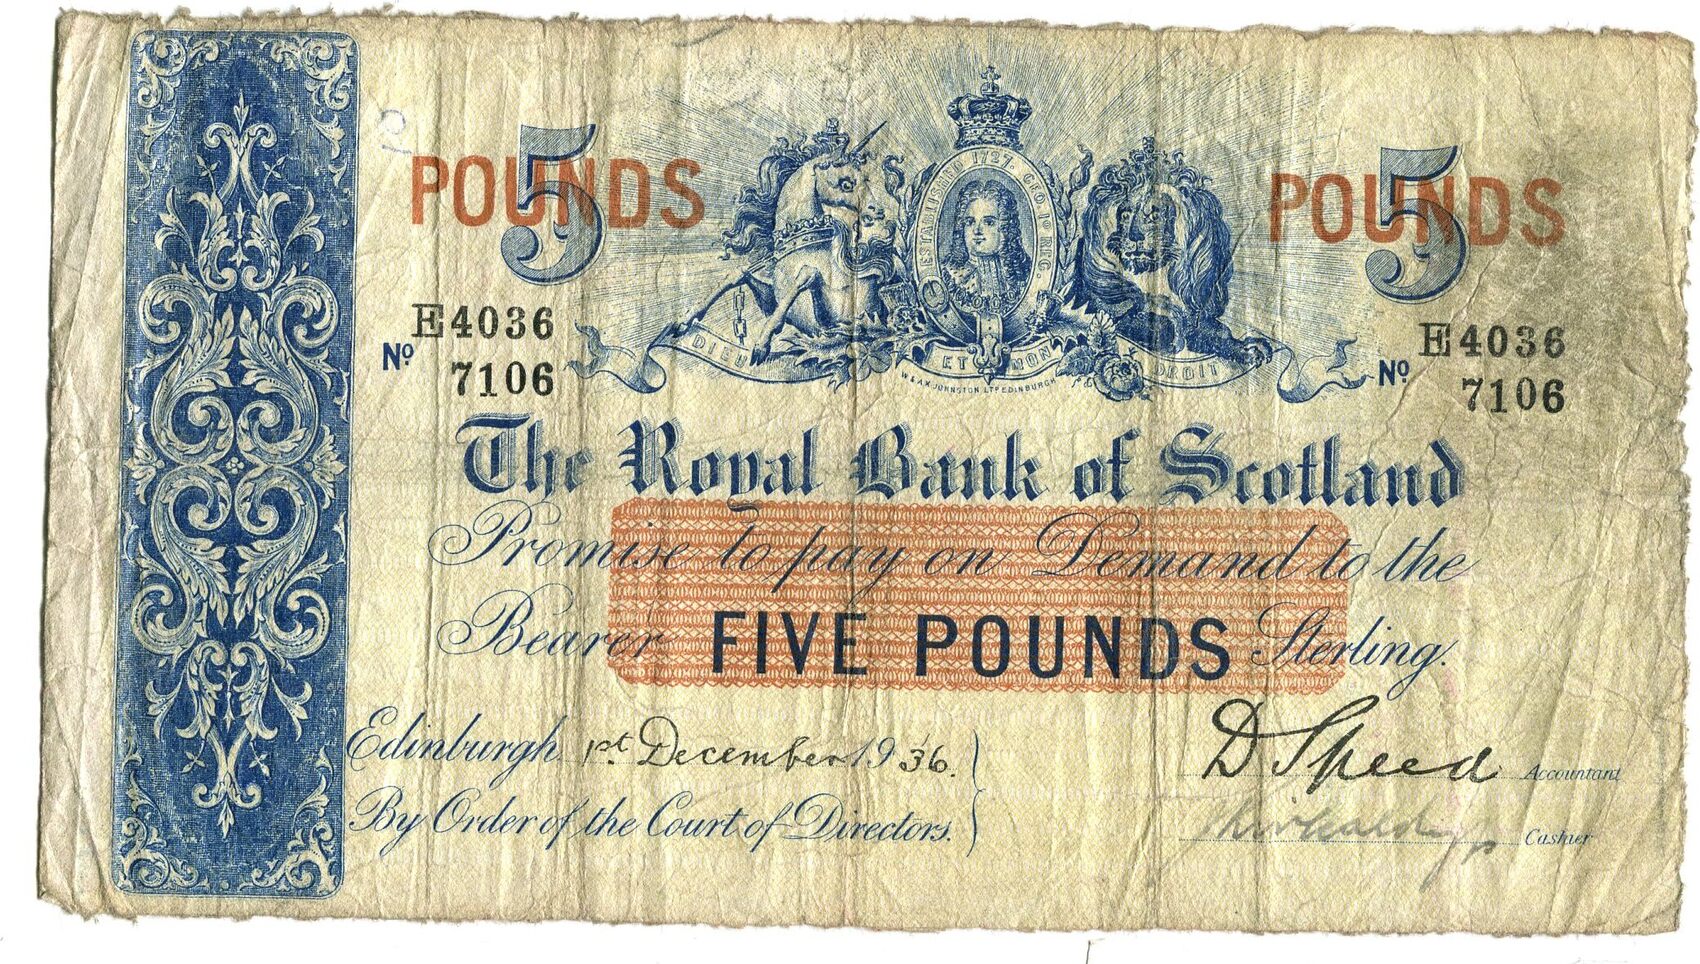 5 POUNDS
5 POUNDS
ESTABLISHED 1727. GEO. I. REG.
E4036
Nº 7106
E4036
Nº 7106
DIEU ET MON DROIT
W. & A.K. JOHNSTON. LTD EDINBURGH
The Royal Bank of Scotland
Promise to pay on Demand to the
Bearer FIVE POUNDS Sterling.
Edinburgh 1st December 1936.
By Order of the Court of Directors.
D Speed Accountant
Cashier